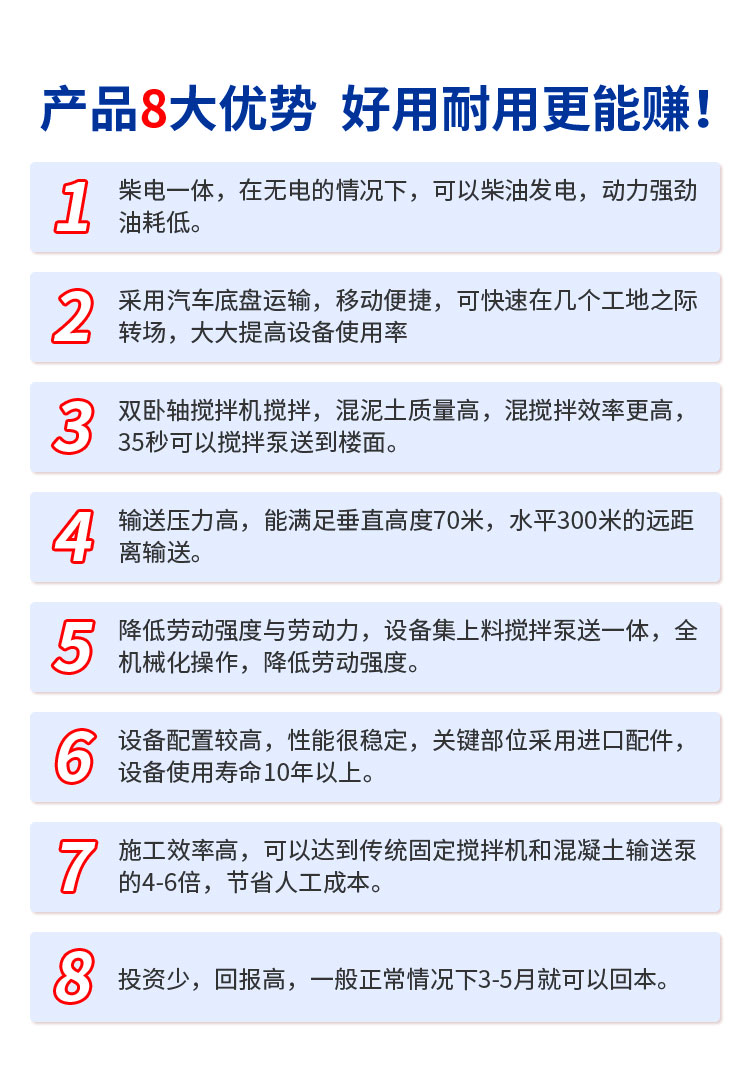 产品8大优势 好用耐用更能赚！
1
柴电一体，在无电的情况下，可以柴油发电，动力强劲
油耗低。
2
采用汽车底盘运输，移动便捷，可快速在几个工地之际
转场，大大提高设备使用率
3
双卧轴搅拌机搅拌，混泥土质量高，混搅拌效率更高，
35秒可以搅拌泵送到楼面。
4
输送压力高，能满足垂直高度70米，水平300米的远距
离输送。
5
降低劳动强度与劳动力，设备集上料搅拌泵送一体，全
机械化操作，降低劳动强度。
6
设备配置较高，性能很稳定，关键部位采用进口配件，
设备使用寿命10年以上。
7
施工效率高，可以达到传统固定搅拌机和混凝土输送泵
的4-6倍，节省人工成本。
8
投资少，回报高，一般正常情况下3-5月就可以回本。